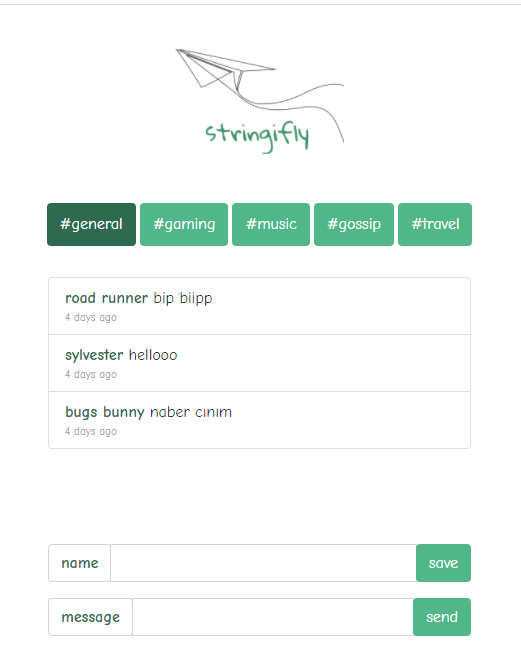 stringifly
#general #gaming #music #gossip #travel
road runner bip biipp
4 days ago
sylvester hellooo
4 days ago
bugs bunny naber cınım
4 days ago
name save
message send